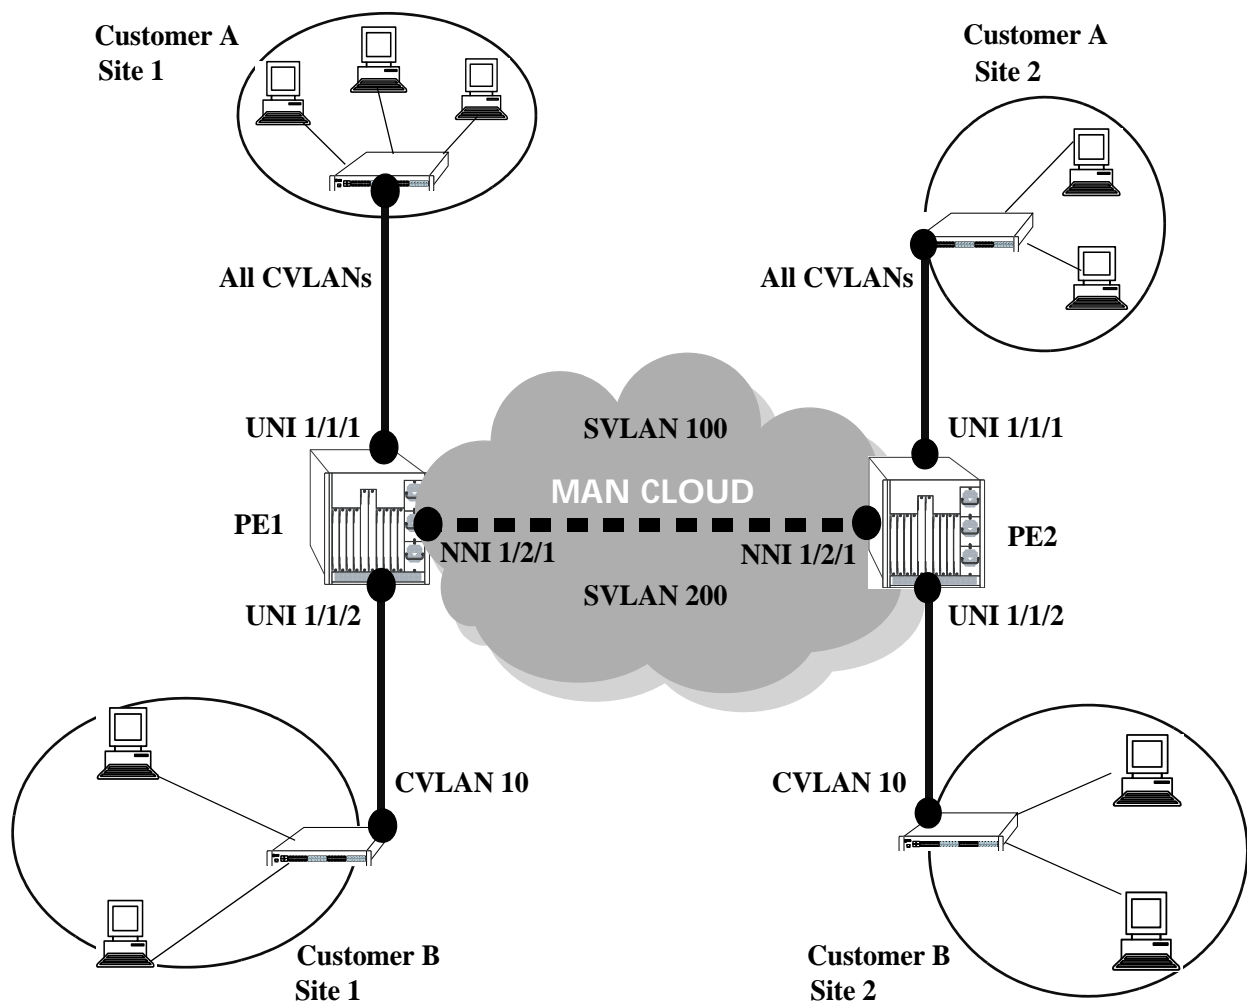 Customer A
Site 1
Customer A
Site 2
All CVLANs
All CVLANs
UNI 1/1/1
SVLAN 100
UNI 1/1/1
MAN CLOUD
PE1
NNI 1/2/1
NNI 1/2/1
PE2
UNI 1/1/2
SVLAN 200
UNI 1/1/2
CVLAN 10
CVLAN 10
Customer B
Site 1
Customer B
Site 2